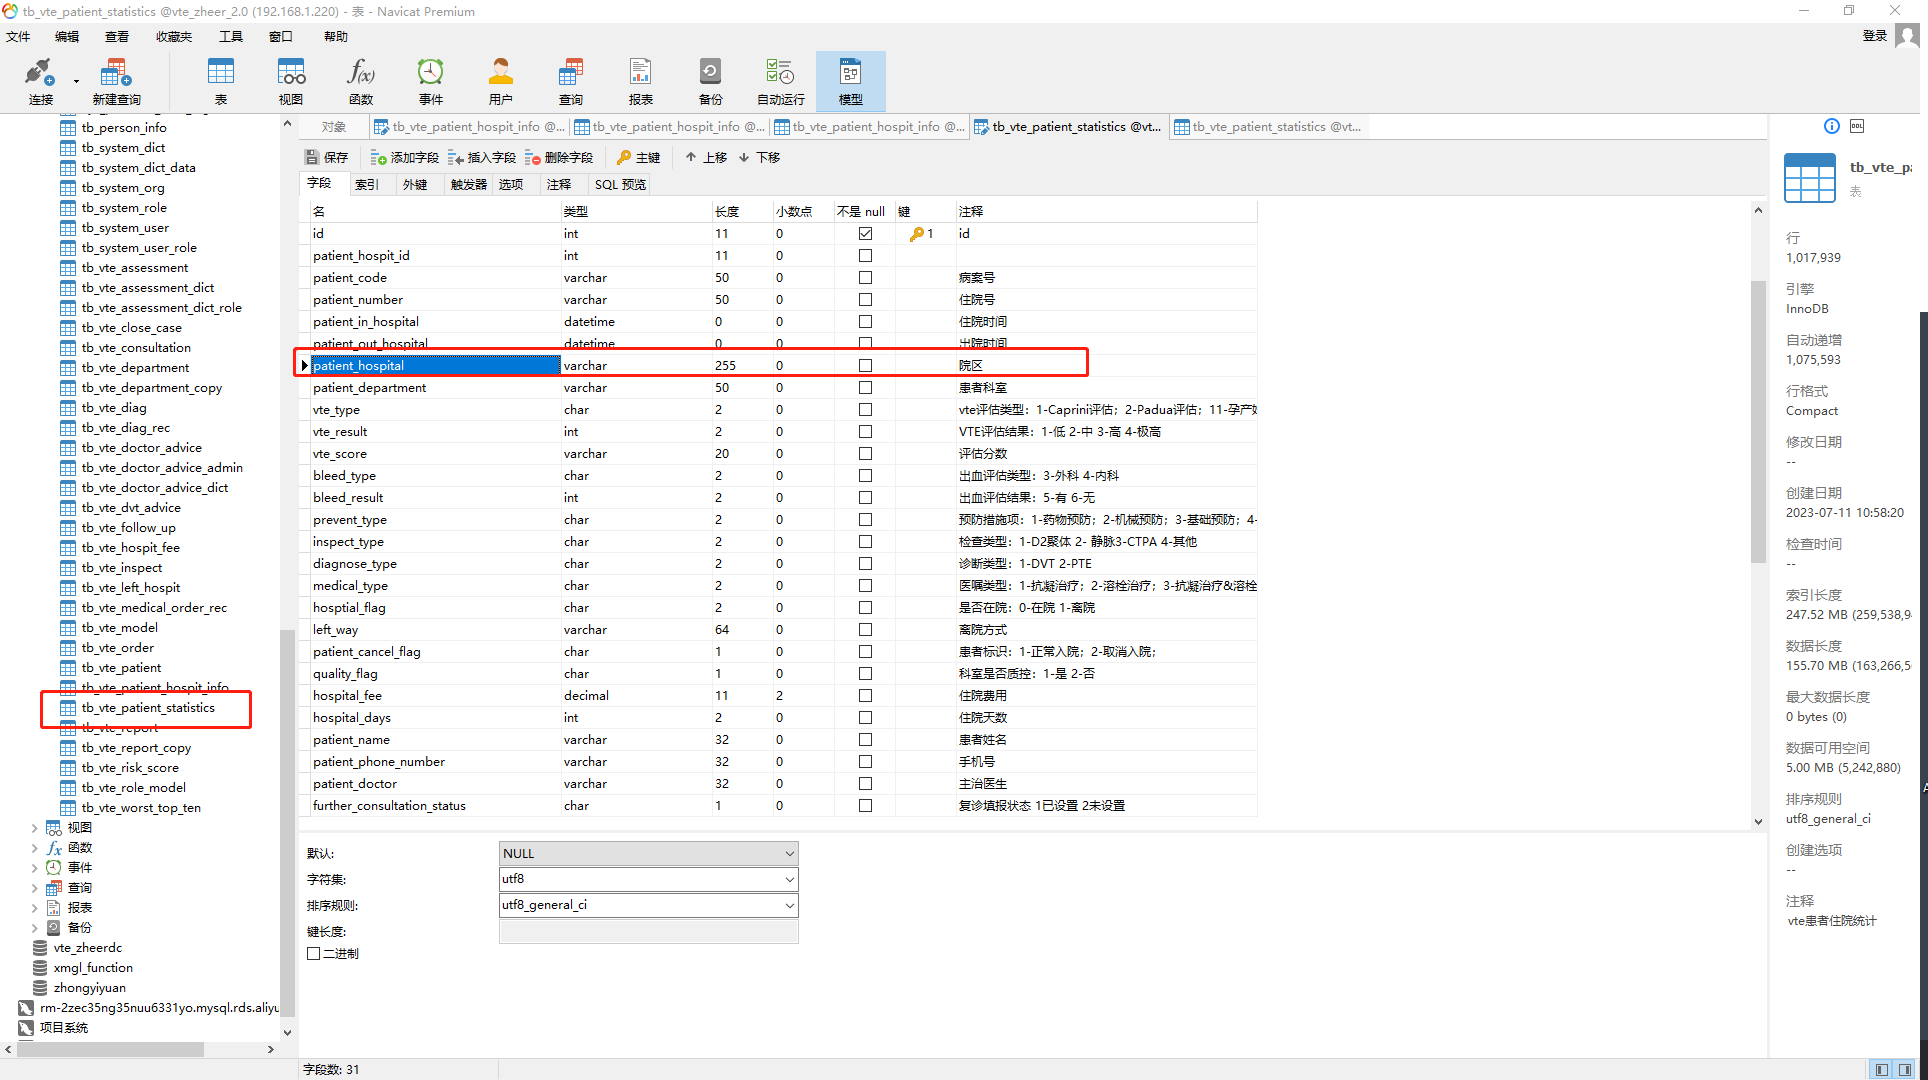 tb_vte_patient_statistics @vte_zheer_2.0 (192.168.1.220) - 表 - Navicat Premium
文件 编辑 查看 收藏夹 工具 窗口 帮助 登录
连接 新建查询 表 视图 函数 事件 用户 查询 报表 备份 自动运行 模型
对象 tb_vte_patient_hospit_info @... tb_vte_patient_hospit_info @... tb_vte_patient_hospit_info @... tb_vte_patient_statistics @vt... tb_vte_patient_statistics @vt...
保存 添加字段 插入字段 删除字段 主键 上移 下移
字段 索引 外键 触发器 选项 注释 SQL 预览
名 类型 长度 小数点 不是 null 键 注释
id int 11 0 1 id
patient_hospit_id int 11 0
patient_code varchar 50 0 病案号
patient_number varchar 50 0 住院号
patient_in_hospital datetime 0 0 住院时间
patient_out_hospital datetime 0 0 出院时间
patient_hospital varchar 255 0 院区
patient_department varchar 50 0 患者科室
vte_type char 2 0 vte评估类型：1-Caprini评估；2-Padua评估；11-孕产
vte_result int 2 0 VTE评估结果：1-低 2-中 3-高 4-极高
vte_score varchar 20 0 评估分数
bleed_type char 2 0 出血评估类型：3-外科 4-内科
bleed_result int 2 0 出血评估结果：5-有 6-无
prevent_type char 2 0 预防措施项：1-药物预防；2-机械预防；3-基础预防；4-
inspect_type char 2 0 检查类型：1-D2聚体 2- 静脉3-CTPA 4-其他
diagnose_type char 2 0 诊断类型：1-DVT 2-PTE
medical_type char 2 0 医嘱类型：1-抗凝治疗；2-溶栓治疗；3-抗凝治疗&溶栓
hosptial_flag char 2 0 是否在院：0-在院 1-离院
left_way varchar 64 0 离院方式
patient_cancel_flag char 1 0 患者标识：1-正常入院；2-取消入院；
quality_flag char 1 0 科室是否质控：1-是 2-否
hospital_fee decimal 11 2 住院费用
hospital_days int 2 0 住院天数
patient_name varchar 32 0 患者姓名
patient_phone_number varchar 32 0 手机号
patient_doctor varchar 32 0 主治医生
further_consultation_status char 1 0 复诊填报状态 1已设置 2未设置
默认: NULL
字符集: utf8
排序规则: utf8_general_ci
键长度:
二进制
字段数: 31
tb_person_info
tb_system_dict
tb_system_dict_data
tb_system_org
tb_system_role
tb_system_user
tb_system_user_role
tb_vte_assessment
tb_vte_assessment_dict
tb_vte_assessment_dict_role
tb_vte_close_case
tb_vte_consultation
tb_vte_department
tb_vte_department_copy
tb_vte_diag
tb_vte_diag_rec
tb_vte_doctor_advice
tb_vte_doctor_advice_admin
tb_vte_doctor_advice_dict
tb_vte_dvt_advice
tb_vte_follow_up
tb_vte_hospit_fee
tb_vte_inspect
tb_vte_left_hospit
tb_vte_medical_order_rec
tb_vte_model
tb_vte_order
tb_vte_patient
tb_vte_patient_hospit_info
tb_vte_patient_statistics
tb_vte_report
tb_vte_report_copy
tb_vte_risk_score
tb_vte_role_model
tb_vte_worst_top_ten
视图
函数
事件
查询
报表
备份
vte_zheerdc
xmgl_function
zhongyiyuan
rm-2zec35ng35nuu6331yo.mysql.rds.aliyu
项目系统
DDL
tb_vte_pa
表
行
1,017,939
引擎
InnoDB
自动递增
1,075,593
行格式
Compact
修改日期
--
创建日期
2023-07-11 10:58:20
检查时间
--
索引长度
247.52 MB (259,538,9
数据长度
155.70 MB (163,266,5
最大数据长度
0 bytes (0)
数据可用空间
5.00 MB (5,242,880)
排序规则
utf8_general_ci
创建选项
--
注释
vte患者住院统计